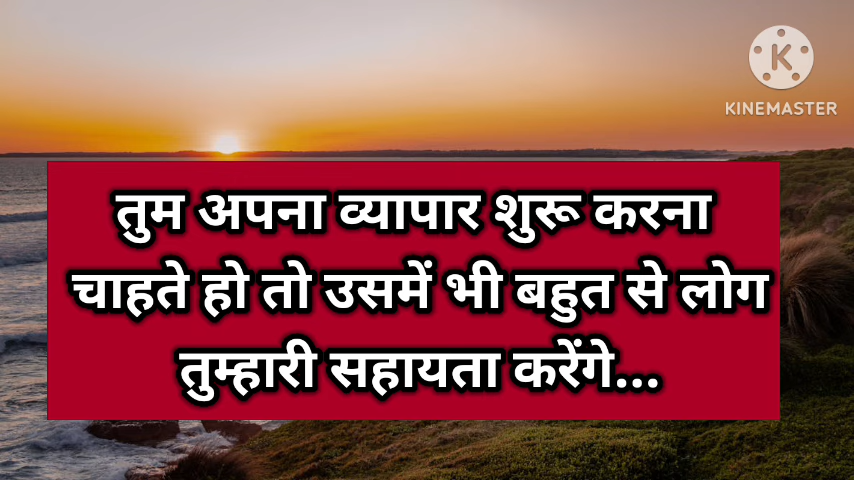 KINEMASTER
तुम अपना व्यापार शुरू करना
चाहते हो तो उसमें भी बहुत से लोग
तुम्हारी सहायता करेंगे...